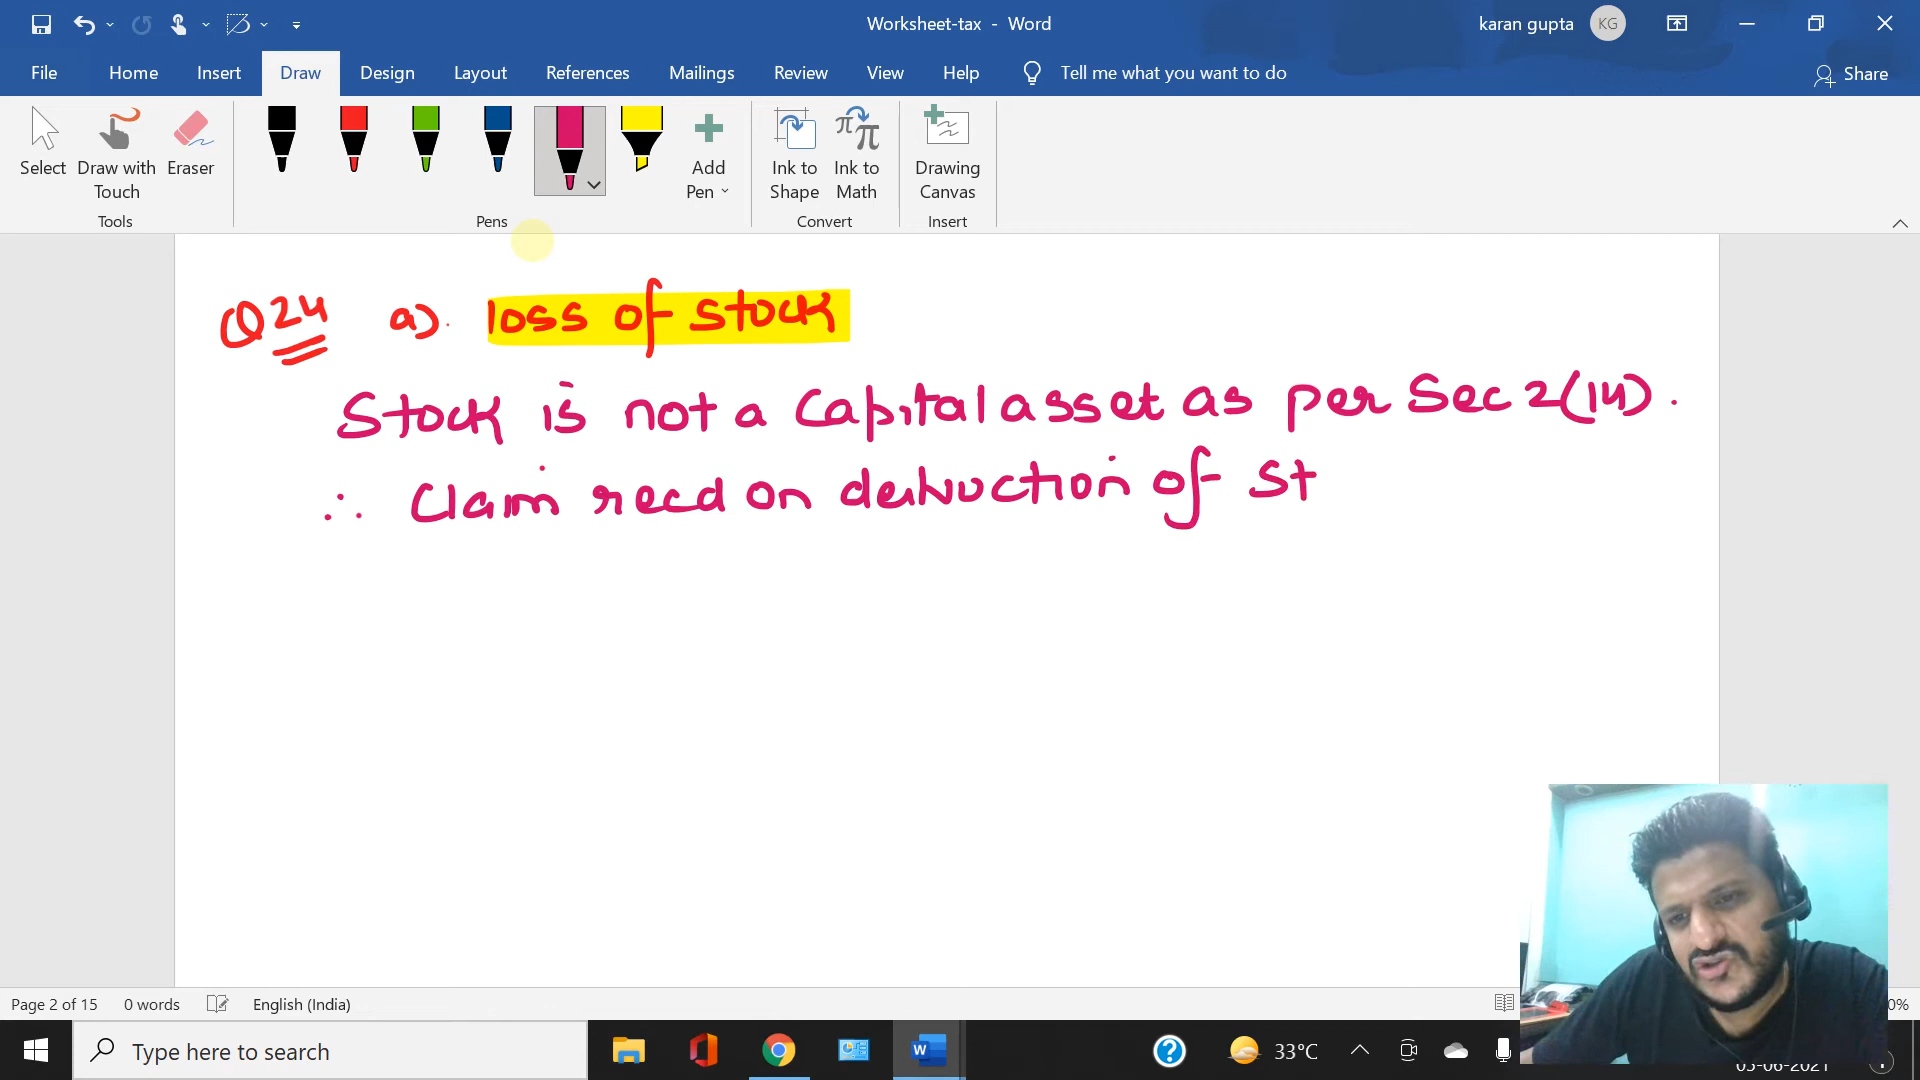 Worksheet-tax - Word
karan gupta KG
File Home Insert Draw Design Layout References Mailings Review View Help Tell me what you want to do Share
Select Draw with Touch Eraser Add Pen Ink to Shape Ink to Math Drawing Canvas
Tools Pens Convert Insert
Q24 a). loss of stock
Stock is not a capital asset as per Sec 2(14).
∴ Claim recd on destruction of st
Page 2 of 15 0 words English (India) 0%
Type here to search 33°C
05-06-2021